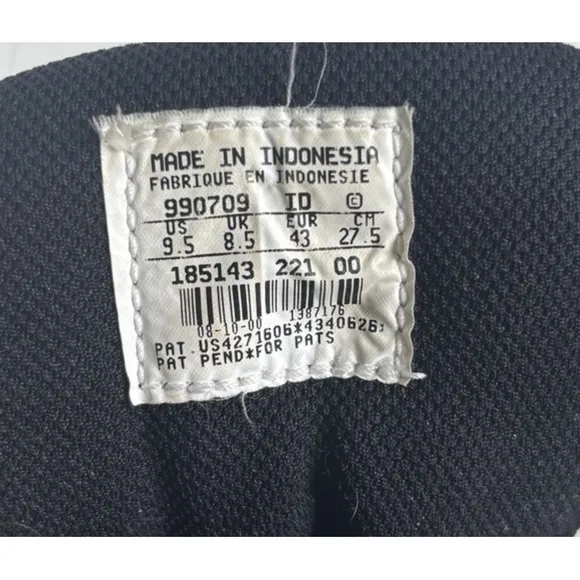 MADE IN INDONESIA
FABRIQUE EN INDONESIE
990709 ID ©
US UK EUR CM
9.5 8.5 43 27.5
185143 221 00
1387176
08-10-00
PAT.US4271606*4340626*
PAT PEND*FOR PATS